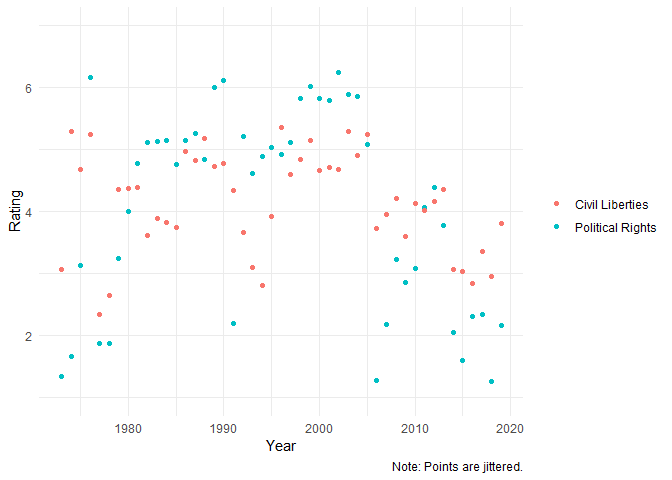 6
4
2
Rating
1980
1990
2000
2010
2020
Year
Civil Liberties
Political Rights
Note: Points are jittered.